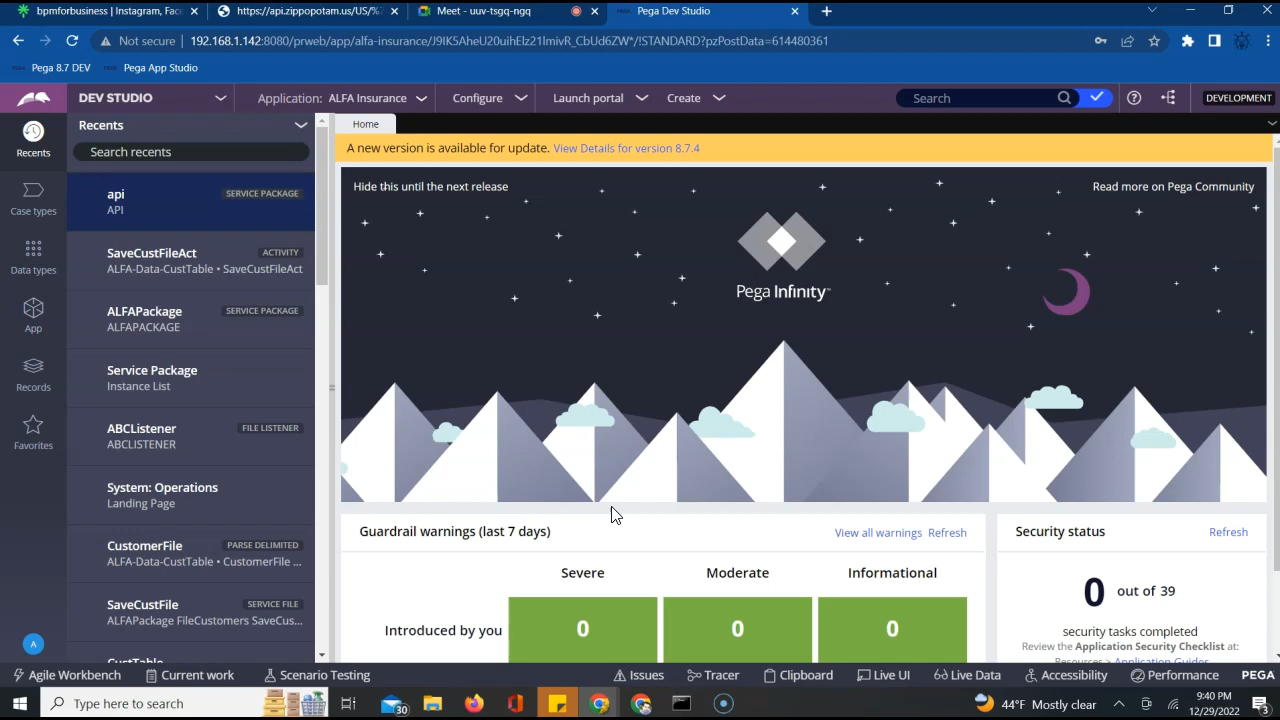 bpmforbusiness | Instagram, Fac
https://api.zippopotam.us/US/%
Meet - uuv-tsgq-ngq
Pega Dev Studio
Not secure
192.168.1.142:8080/prweb/app/alfa-insurance/J9IK5AheU20uihElz21ImivR_CbUd6ZW*/!STANDARD?pzPostData=614480361
Pega 8.7 DEV
Pega App Studio
DEV STUDIO
Application: ALFA Insurance
Configure
Launch portal
Create
Search
DEVELOPMENT
Recents
Case types
Data types
App
Records
Favorites
A
Recents
Search recents
api SERVICE PACKAGE
API
SaveCustFileAct ACTIVITY
ALFA-Data-CustTable • SaveCustFileAct
ALFAPackage SERVICE PACKAGE
ALFAPACKAGE
Service Package
Instance List
ABCListener FILE LISTENER
ABCLISTENER
System: Operations
Landing Page
CustomerFile PARSE DELIMITED
ALFA-Data-CustTable • CustomerFile ...
SaveCustFile SERVICE FILE
ALFAPackage FileCustomers SaveCus...
Home
A new version is available for update. View Details for version 8.7.4
Hide this until the next release
Read more on Pega Community
Pega Infinity™
Guardrail warnings (last 7 days)
View all warnings Refresh
Severe Moderate Informational
Introduced by you 0 0 0
Security status
Refresh
0 out of 39
security tasks completed
Review the Application Security Checklist at:
Resources > Application Guides
Agile Workbench
Current work
Scenario Testing
Issues
Tracer
Clipboard
Live UI
Live Data
Accessibility
Performance
PEGA
Type here to search
30
44°F Mostly clear
9:40 PM
12/29/2022
3